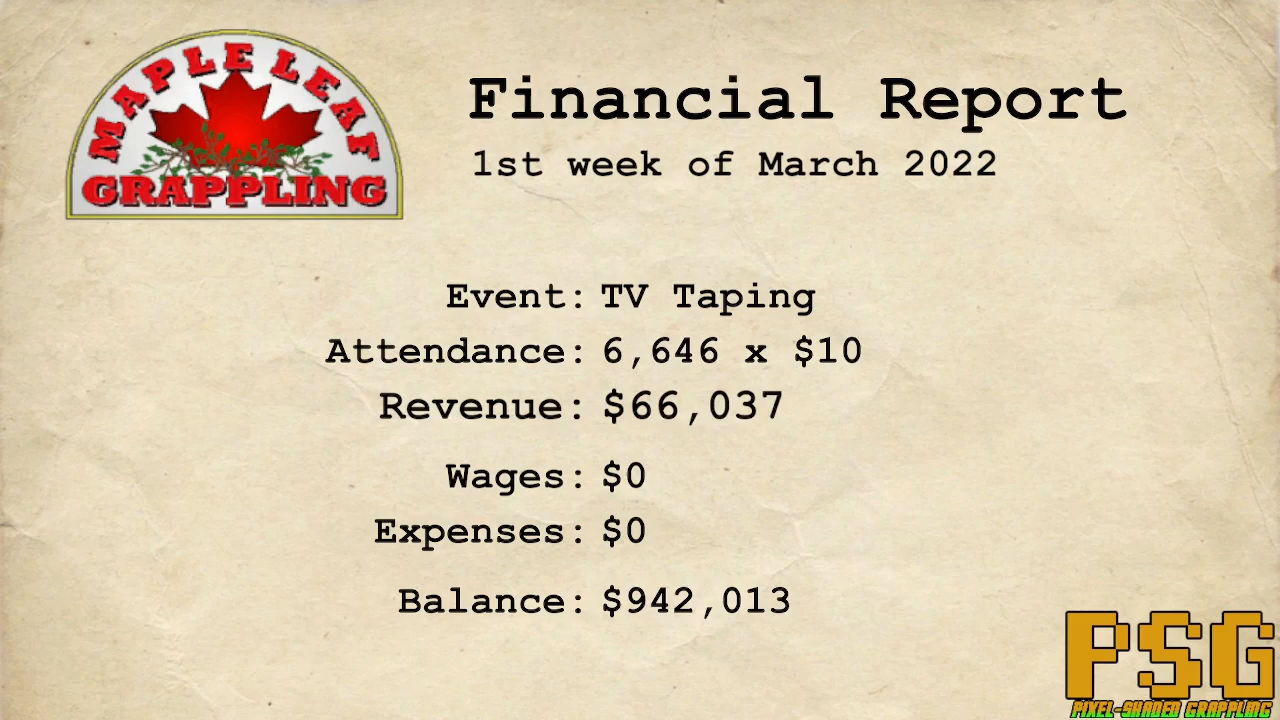 MAPLE LEAF
GRAPPLING
Financial Report
1st week of March 2022
Event: TV Taping
Attendance: 6,646 x $10
Revenue: $66,037
Wages: $0
Expenses: $0
Balance: $942,013
PSG
PIXEL-SHADED GRAPPLING